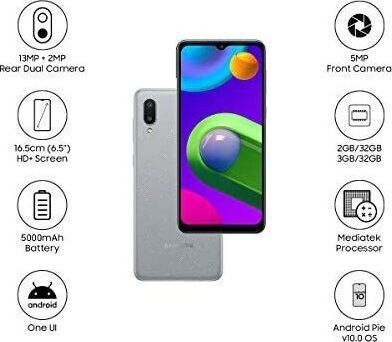 13MP + 2MP
Rear Dual Camera
5MP
Front Camera
16.5cm (6.5")
HD+ Screen
2GB/32GB
3GB/32GB
5000mAh
Battery
Mediatek
Processor
SAMSUNG
android
One UI
10
Android Pie
v10.0 OS